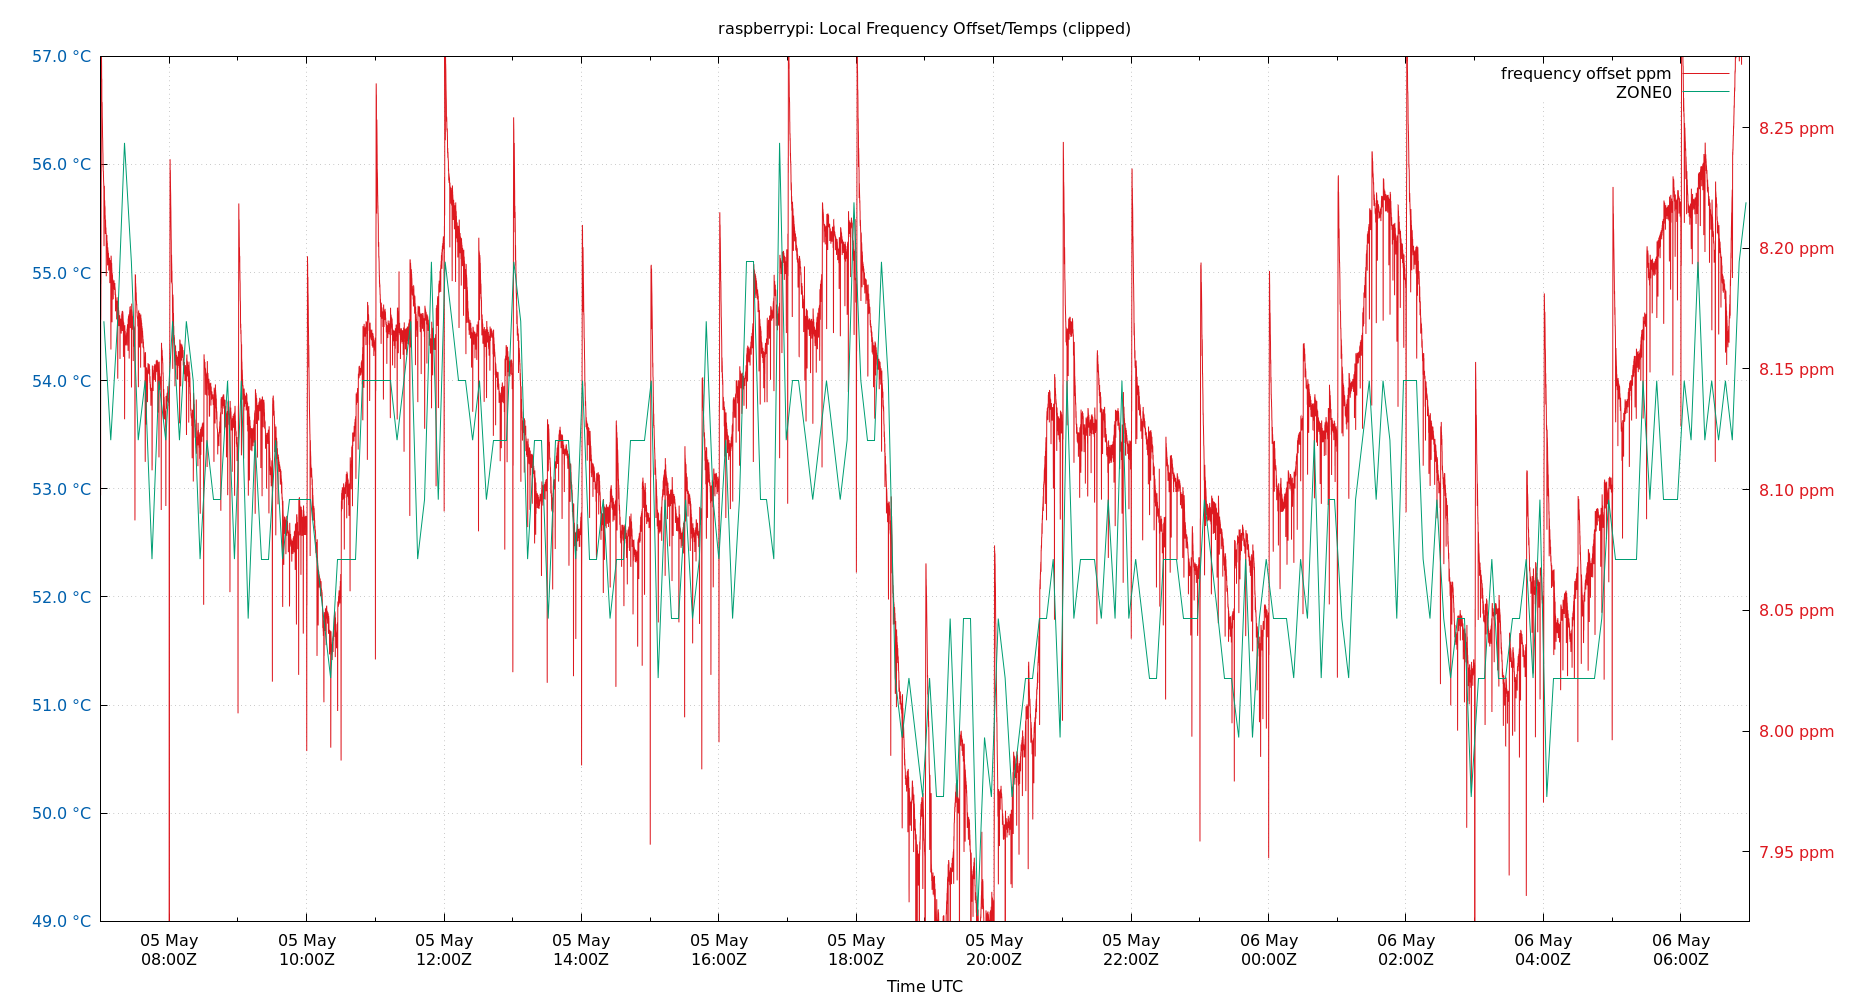 raspberrypi: Local Frequency Offset/Temps (clipped)
frequency offset ppm
ZONE0
57.0 °C
56.0 °C
55.0 °C
54.0 °C
53.0 °C
52.0 °C
51.0 °C
50.0 °C
49.0 °C
8.25 ppm
8.20 ppm
8.15 ppm
8.10 ppm
8.05 ppm
8.00 ppm
7.95 ppm
05 May 05 May 05 May 05 May 05 May 05 May 05 May 05 May 06 May 06 May 06 May 06 May
08:00Z 10:00Z 12:00Z 14:00Z 16:00Z 18:00Z 20:00Z 22:00Z 00:00Z 02:00Z 04:00Z 06:00Z
Time UTC